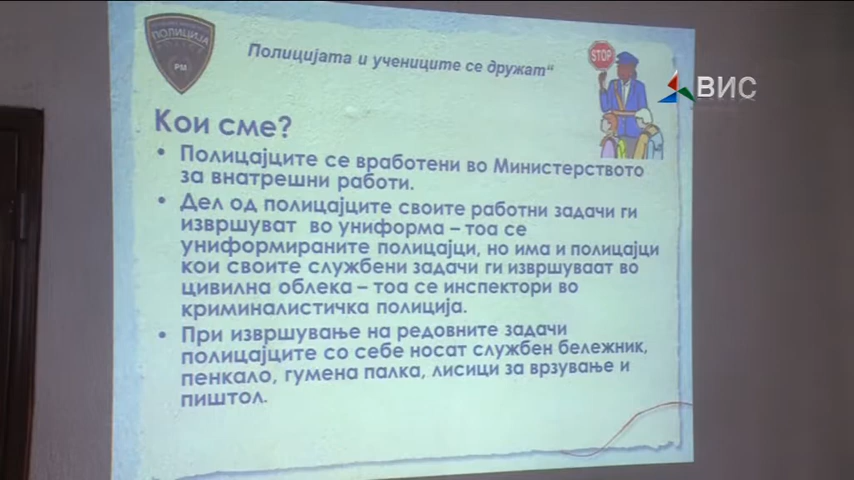 ПОЛИЦИЈА
РМ
Полицијата и учениците се дружат“
STOP
ВИС
Кои сме?
• Полицајците се вработени во Министерството
за внатрешни работи.
• Дел од полицајците своите работни задачи ги
извршуват во униформа – тоа се
униформираните полицајци, но има и полицајци
кои своите службени задачи ги извршуваат во
цивилна облека – тоа се инспектори во
криминалистичка полиција.
• При извршување на редовните задачи
полицајците со себе носат службен бележник,
пенкало, гумена палка, лисици за врзување и
пиштол.